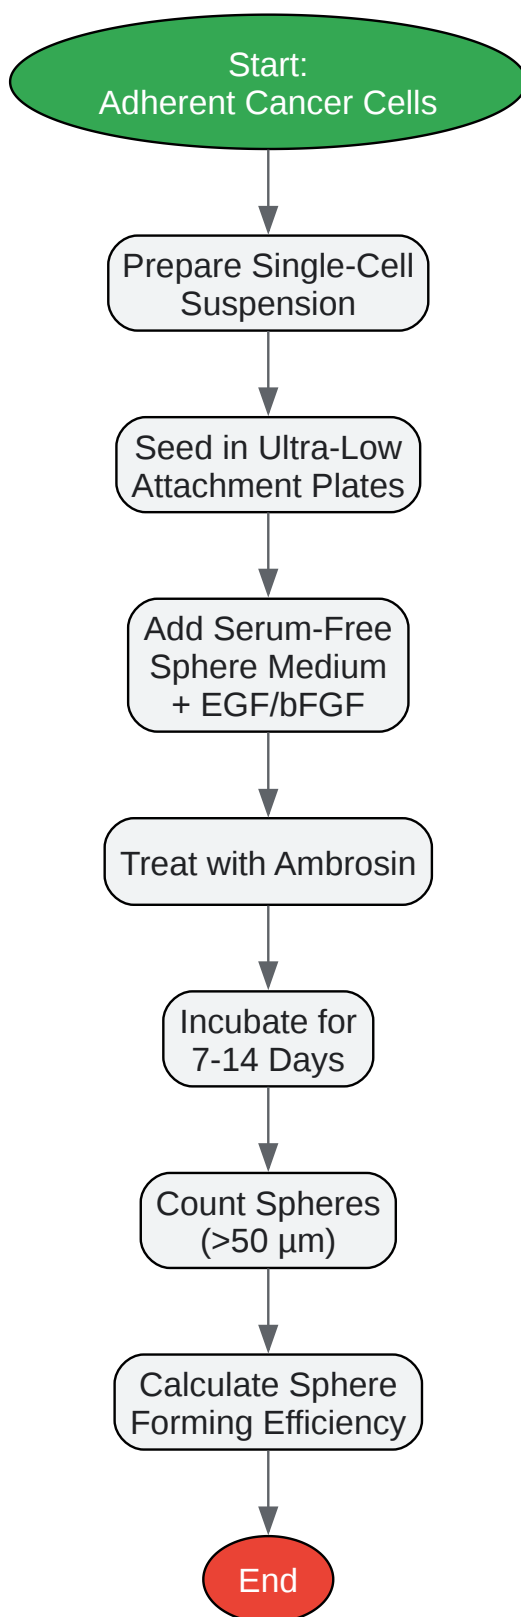 Start:
Adherent Cancer Cells
Prepare Single-Cell
Suspension
Seed in Ultra-Low
Attachment Plates
Add Serum-Free
Sphere Medium
+ EGF/bFGF
Treat with Ambrosin
Incubate for
7-14 Days
Count Spheres
(>50 µm)
Calculate Sphere
Forming Efficiency
End